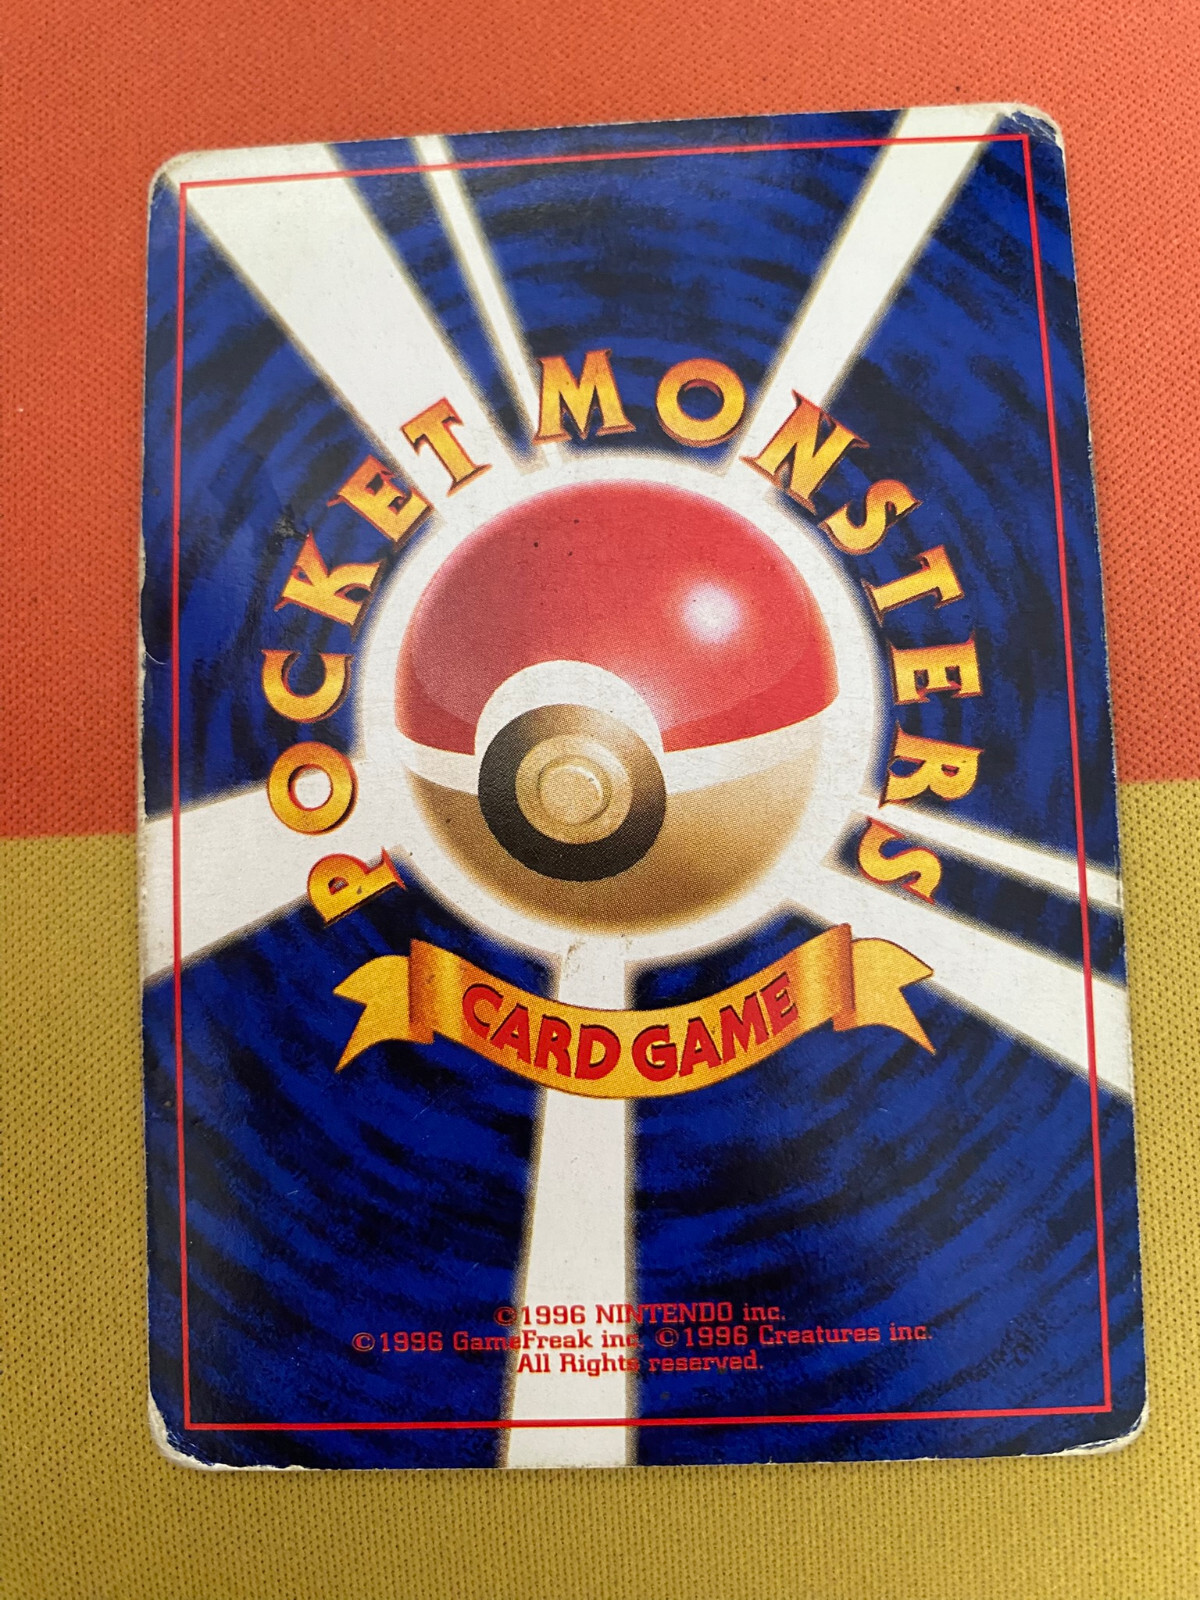 POCKET MONSTERS
CARD GAME
©1996 NINTENDO inc.
©1996 GameFreak inc. ©1996 Creatures inc.
All Rights reserved.